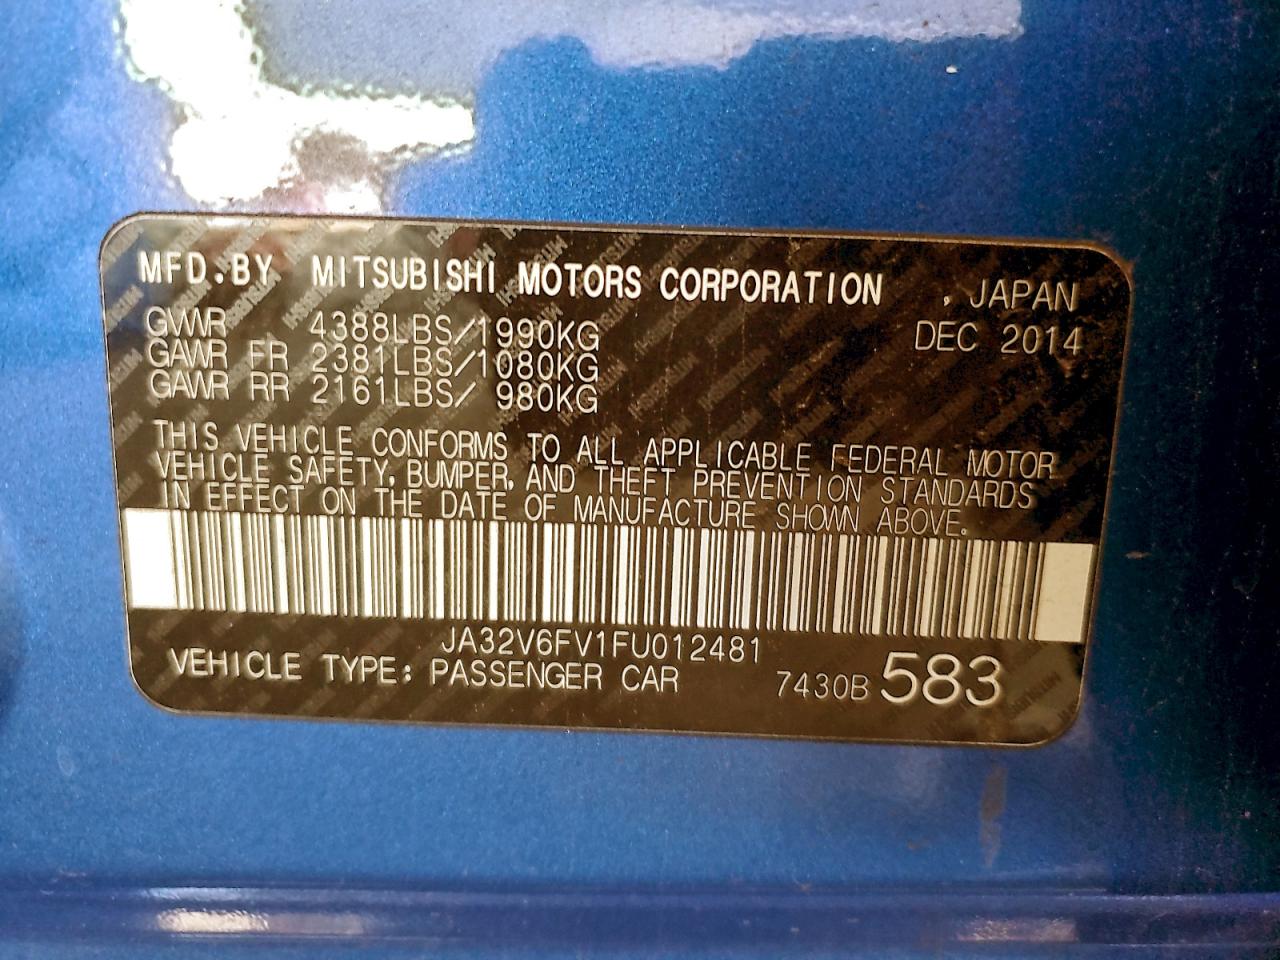 MFD.BY MITSUBISHI MOTORS CORPORATION , JAPAN
GVWR 4388LBS/1990KG DEC 2014
GAWR FR 2381LBS/1080KG
GAWR RR 2161LBS/ 980KG
THIS VEHICLE CONFORMS TO ALL APPLICABLE FEDERAL MOTOR
VEHICLE SAFETY, BUMPER, AND THEFT PREVENTION STANDARDS
IN EFFECT ON THE DATE OF MANUFACTURE SHOWN ABOVE.
JA32V6FV1FU012481
VEHICLE TYPE: PASSENGER CAR 7430B 583